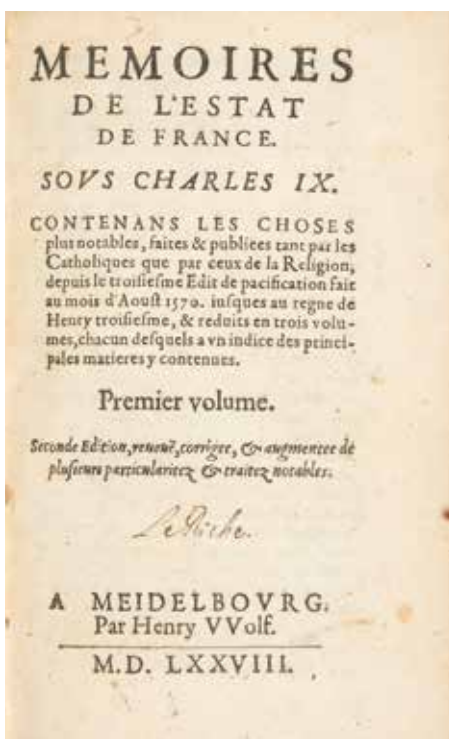 MEMOIRES
DE L'ESTAT
DE FRANCE.
SOVS CHARLES IX.
CONTENANS LES CHOSES
plus notables, faites & publiees tant par les
Catholiques que par ceux de la Religion,
depuis le troisiesme Edit de pacification fait
au mois d'Aoust 1570. iusques au regne de
Henry troisiesme, & reduits en trois volu-
mes, chacun desquels a vn indice des princi-
pales matieres y contenues.
Premier volume.
Seconde Edition, reueuë, corrigee, & augmentee de
plusieurs particularitez & traitez notables.
LeRiche.
A MEIDELBOVRG.
Par Henry VVolf.
M.D. LXXVIII.